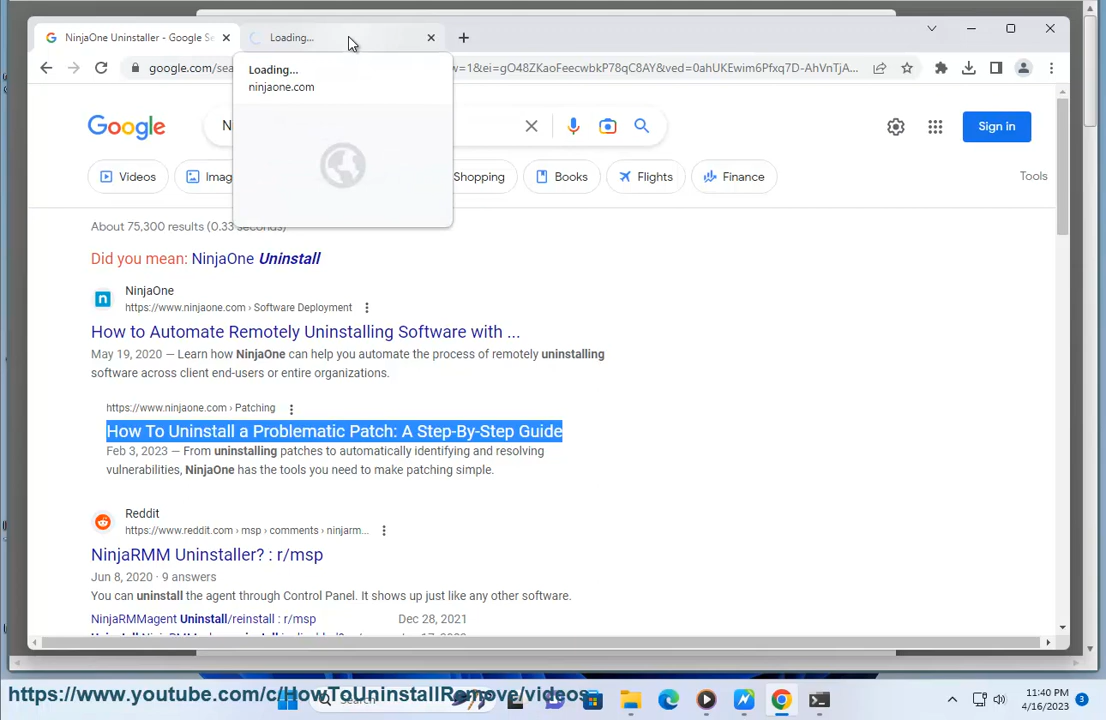 NinjaOne Uninstaller - Google Se
Loading...
google.com/sea
w=1&ei=gO48ZKaoFeecwbkP78qC8AY&ved=0ahUKEwim6Pfxq7D-AhVnTjA...
Loading...
ninjaone.com
Google
Ni
Sign in
Videos
Imag
Shopping
Books
Flights
Finance
Tools
About 75,300 results (0.33 seconds)
Did you mean: NinjaOne Uninstall
NinjaOne
https://www.ninjaone.com › Software Deployment
How to Automate Remotely Uninstalling Software with ...
May 19, 2020 — Learn how NinjaOne can help you automate the process of remotely uninstalling
software across client end-users or entire organizations.
https://www.ninjaone.com › Patching
How To Uninstall a Problematic Patch: A Step-By-Step Guide
Feb 3, 2023 — From uninstalling patches to automatically identifying and resolving
vulnerabilities, NinjaOne has the tools you need to make patching simple.
Reddit
https://www.reddit.com › msp › comments › ninjarm...
NinjaRMM Uninstaller? : r/msp
Jun 8, 2020 · 9 answers
You can uninstall the agent through Control Panel. It shows up just like any other software.
NinjaRMMagent Uninstall/reinstall : r/msp
Dec 28, 2021
https://www.youtube.com/c/HowToUninstallRemove/videos
Search
11:40 PM
4/16/2023
3